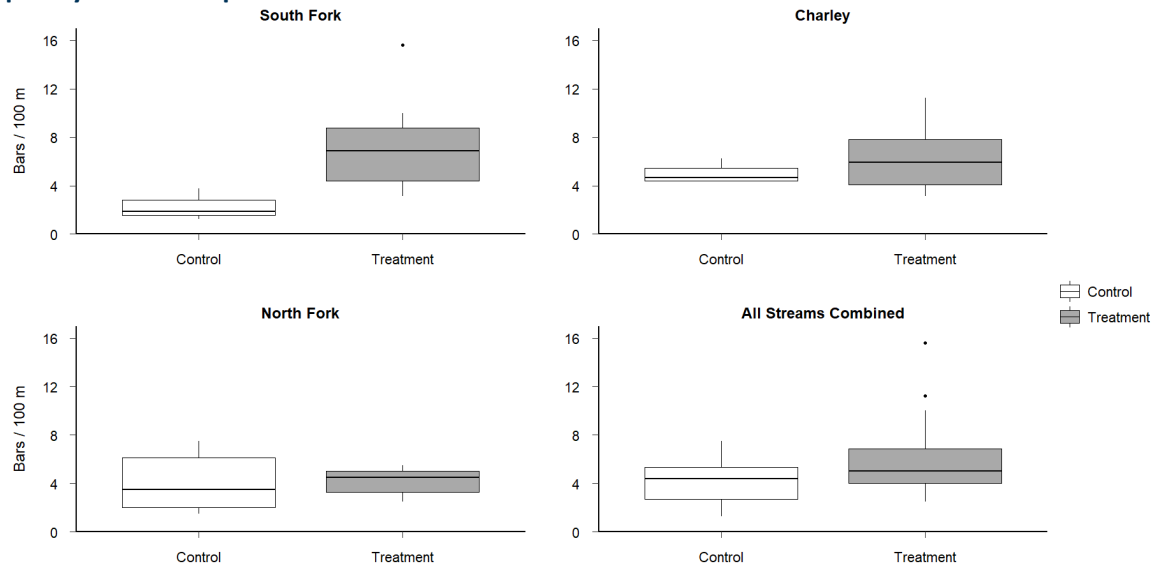 South Fork
Charley
Bars / 100 m
16
12
8
4
0
Control
Treatment
16
12
8
4
0
Control
Treatment
Control
Treatment
North Fork
All Streams Combined
Bars / 100 m
16
12
8
4
0
Control
Treatment
16
12
8
4
0
Control
Treatment